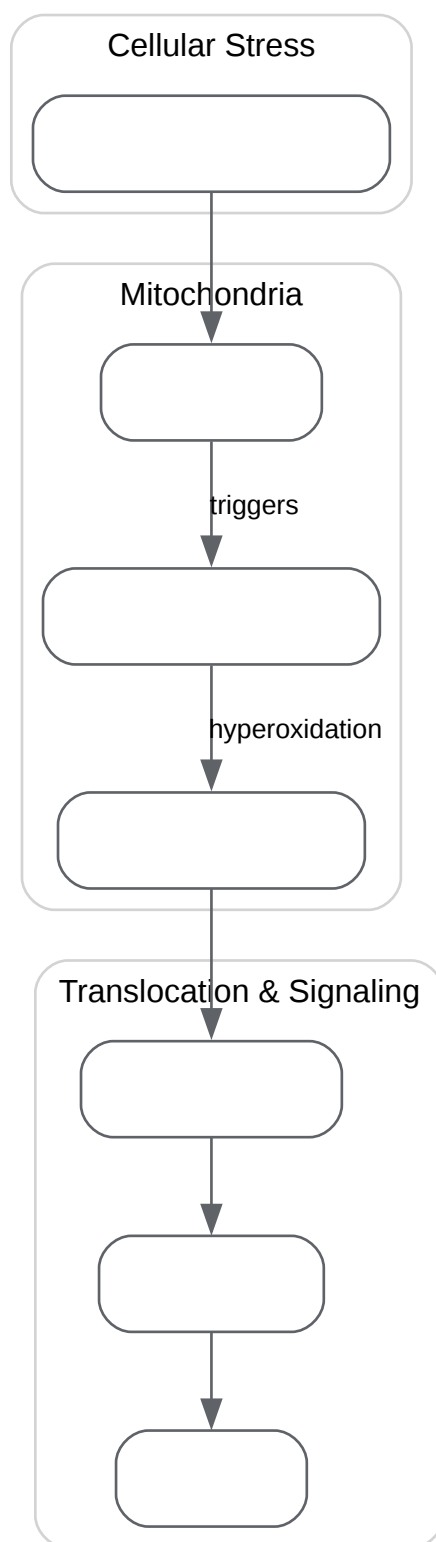 Cellular Stress
Mitochondria
triggers
hyperoxidation
Translocation & Signaling